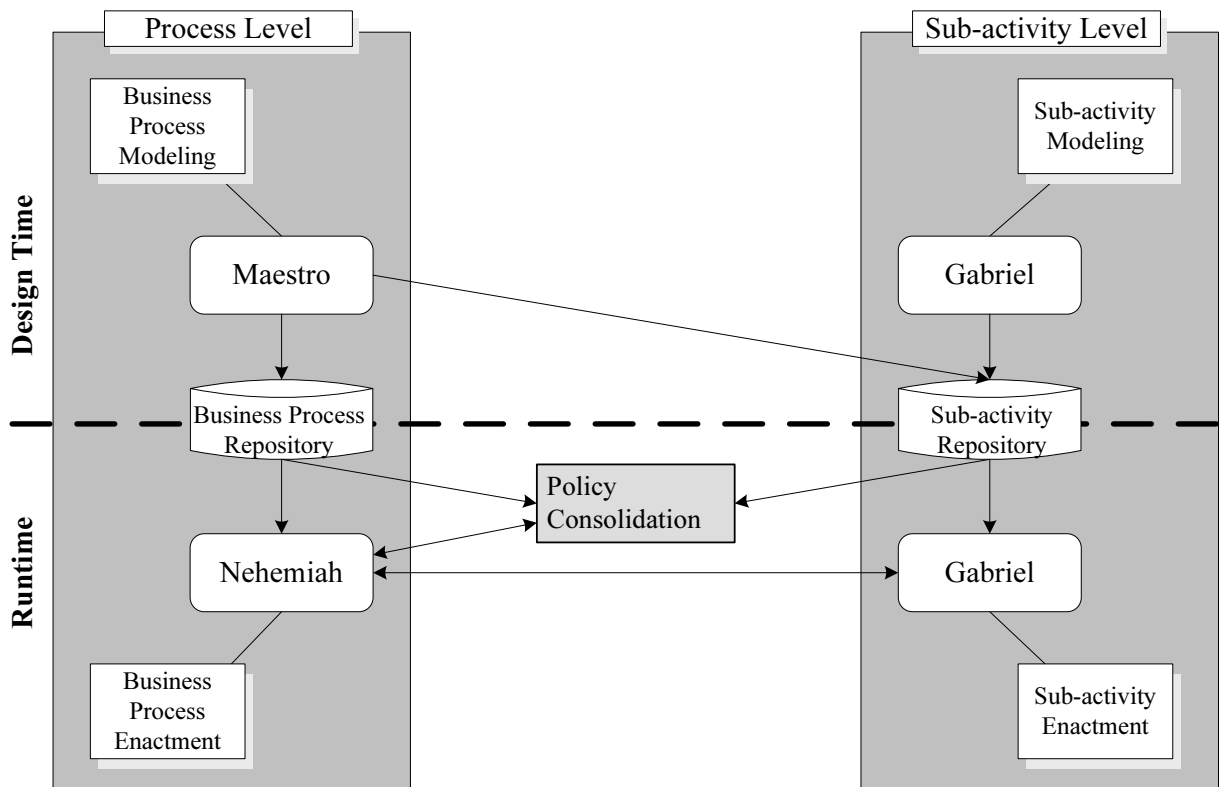 Process Level
Sub-activity Level
Business
Process
Modeling
Sub-activity
Modeling
Design Time
Maestro
Gabriel
Business Process
Repository
Sub-activity
Repository
Policy
Consolidation
Runtime
Nehemiah
Gabriel
Business
Process
Enactment
Sub-activity
Enactment